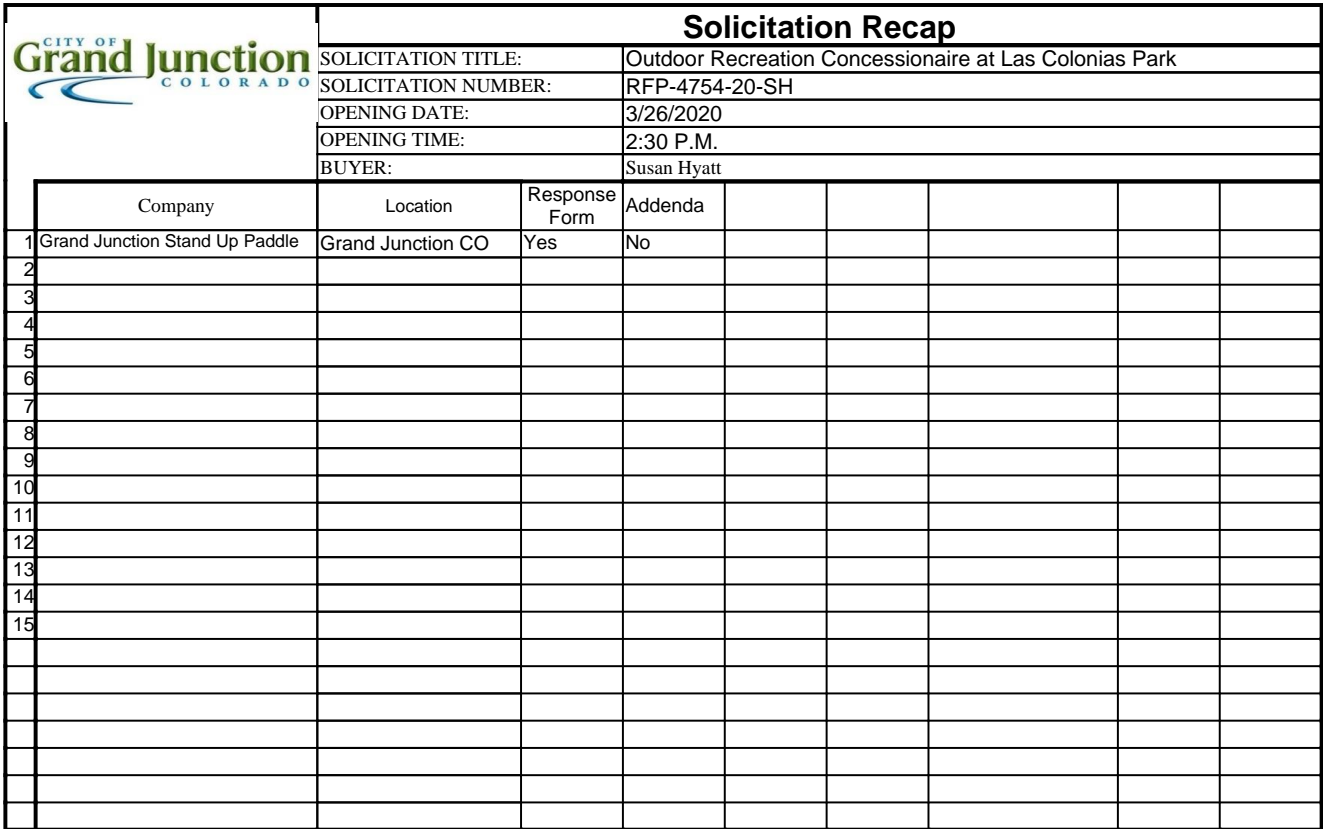 CITY OF
Grand Junction
COLORADO
Solicitation Recap
SOLICITATION TITLE: Outdoor Recreation Concessionaire at Las Colonias Park
SOLICITATION NUMBER: RFP-4754-20-SH
OPENING DATE: 3/26/2020
OPENING TIME: 2:30 P.M.
BUYER: Susan Hyatt
Company Location Response Form Addenda
1 Grand Junction Stand Up Paddle Grand Junction CO Yes No
2
3
4
5
6
7
8
9
10
11
12
13
14
15